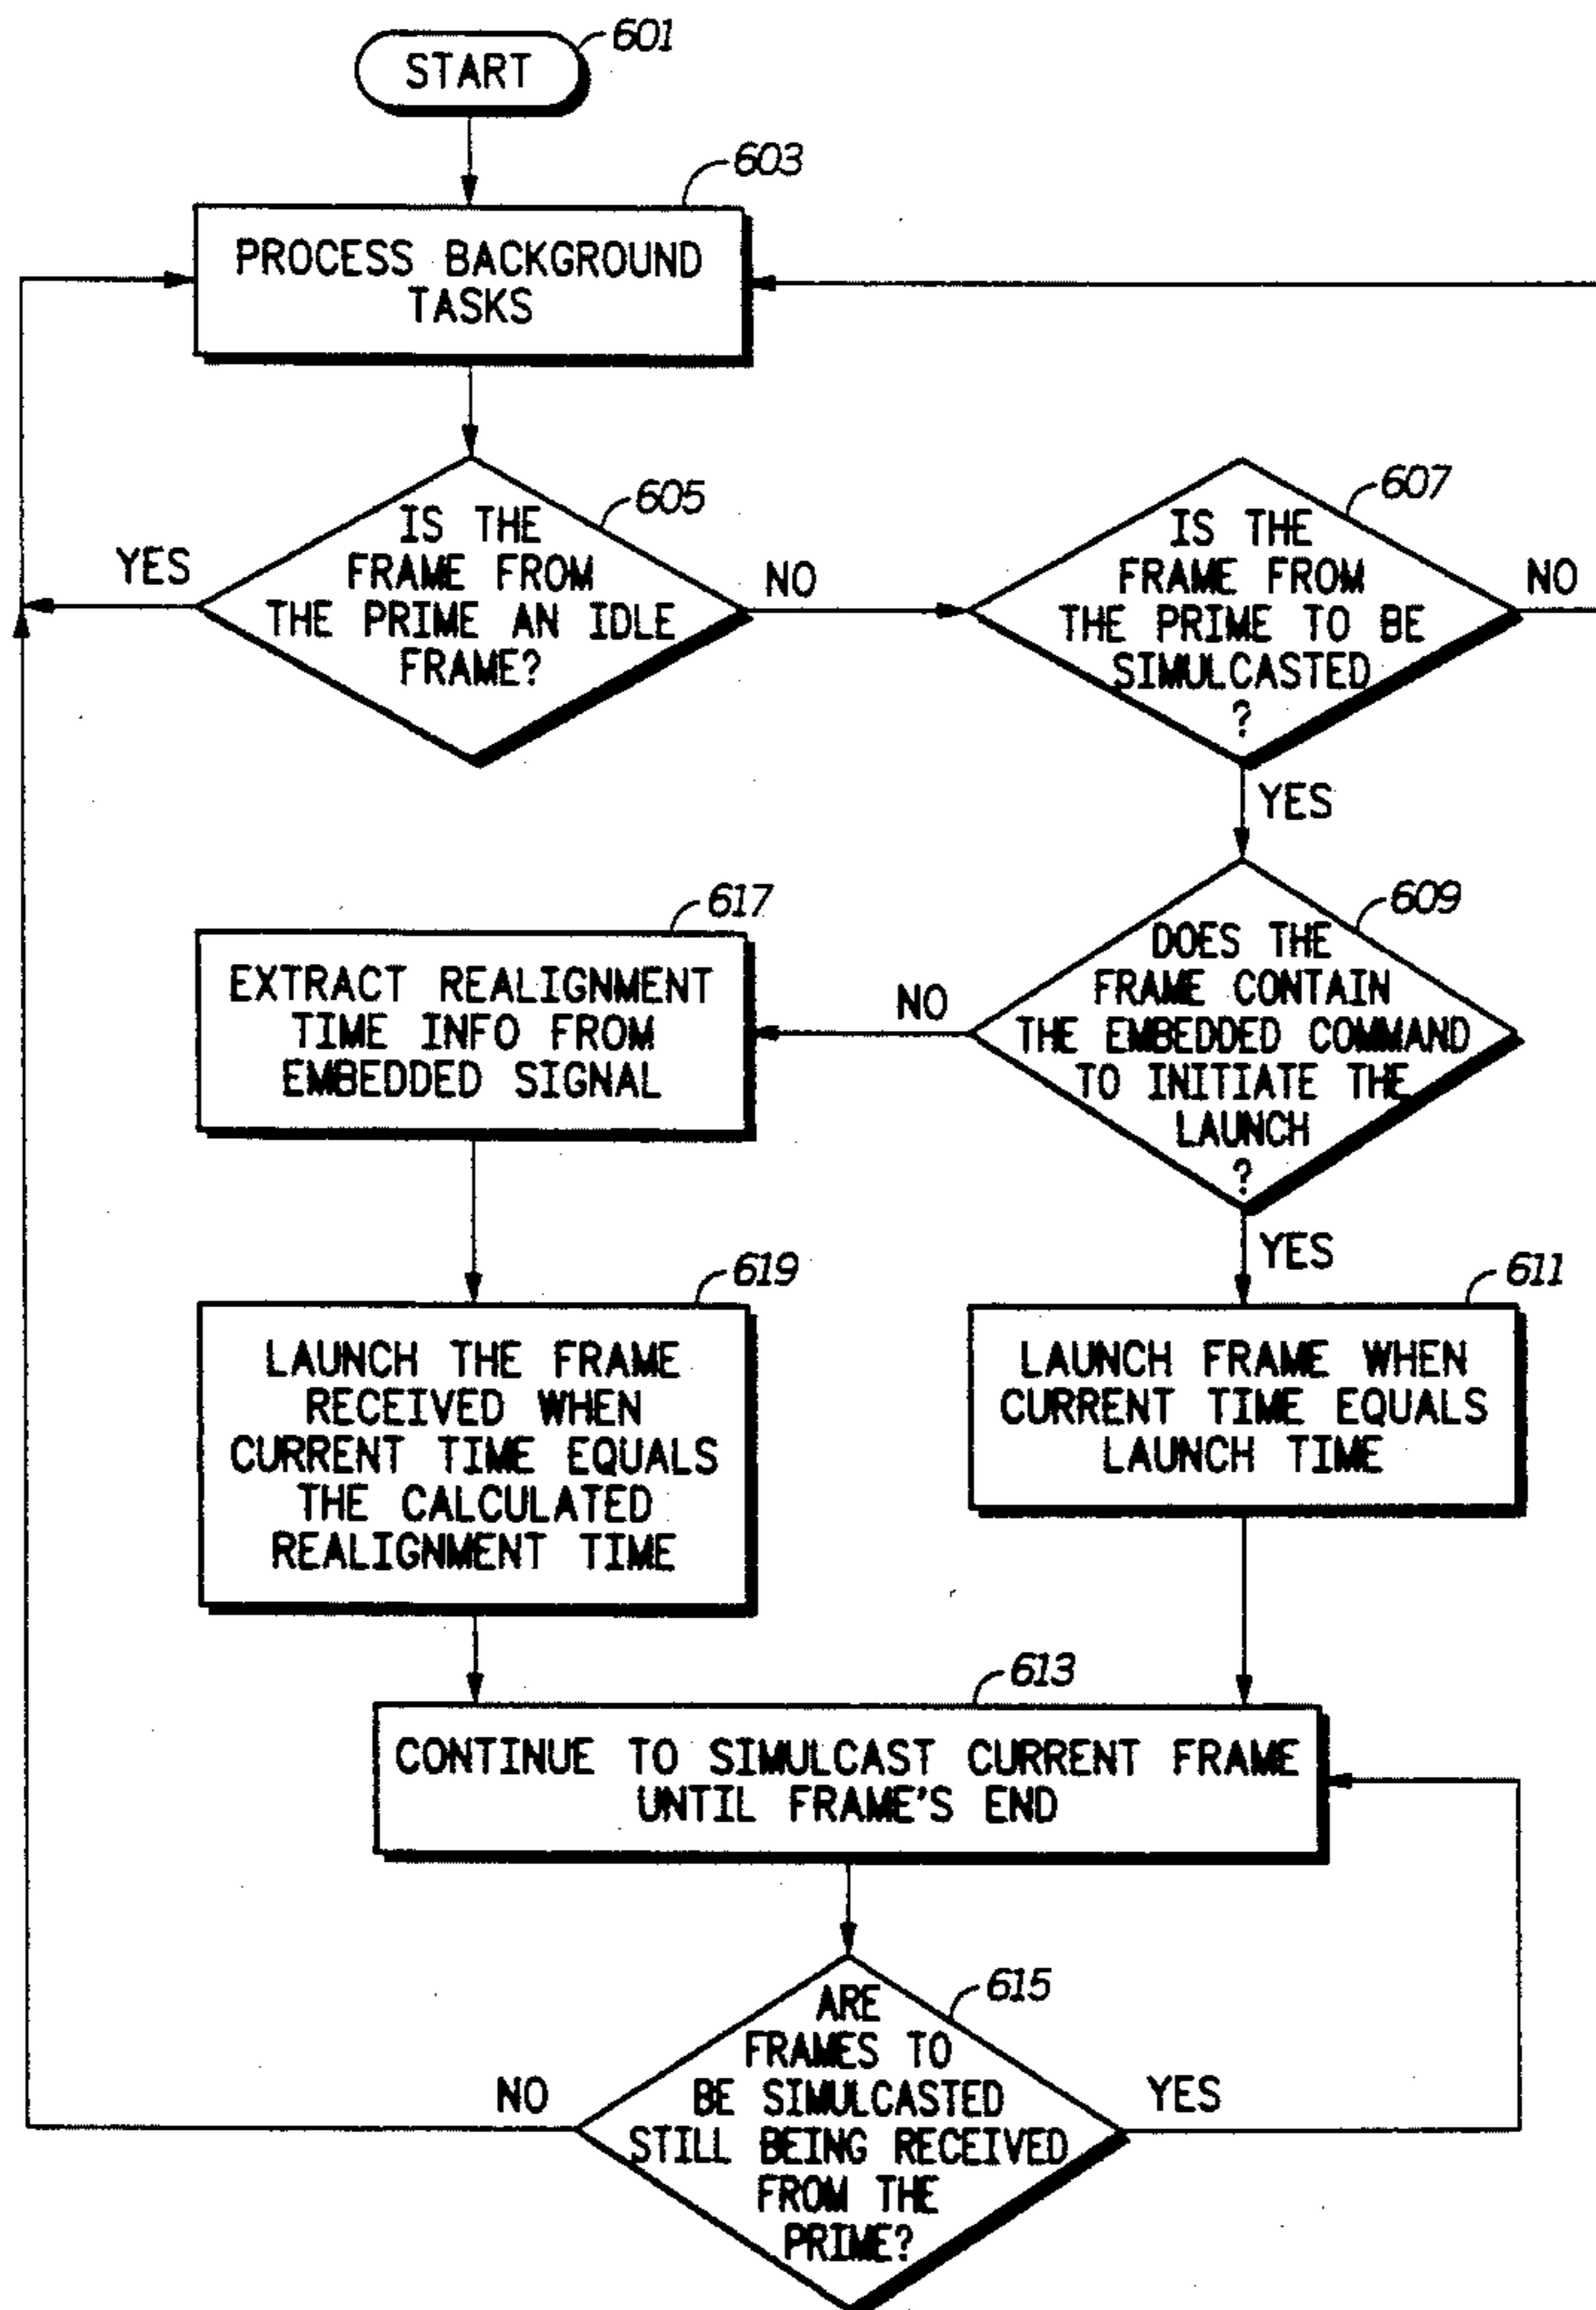 601
START
603
PROCESS BACKGROUND
TASKS
605
IS THE
FRAME FROM
THE PRIME AN IDLE
FRAME?
YES
NO
607
IS THE
FRAME FROM
THE PRIME TO BE
SIMULCASTED
?
NO
YES
609
DOES THE
FRAME CONTAIN
THE EMBEDDED COMMAND
TO INITIATE THE
LAUNCH
?
NO
YES
617
EXTRACT REALIGNMENT
TIME INFO FROM
EMBEDDED SIGNAL
619
LAUNCH THE FRAME
RECEIVED WHEN
CURRENT TIME EQUALS
THE CALCULATED
REALIGNMENT TIME
611
LAUNCH FRAME WHEN
CURRENT TIME EQUALS
LAUNCH TIME
613
CONTINUE TO SIMULCAST CURRENT FRAME
UNTIL FRAME'S END
615
ARE
FRAMES TO
BE SIMULCASTED
STILL BEING RECEIVED
FROM THE
PRIME?
NO
YES